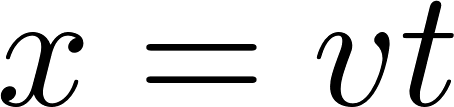 x = vt